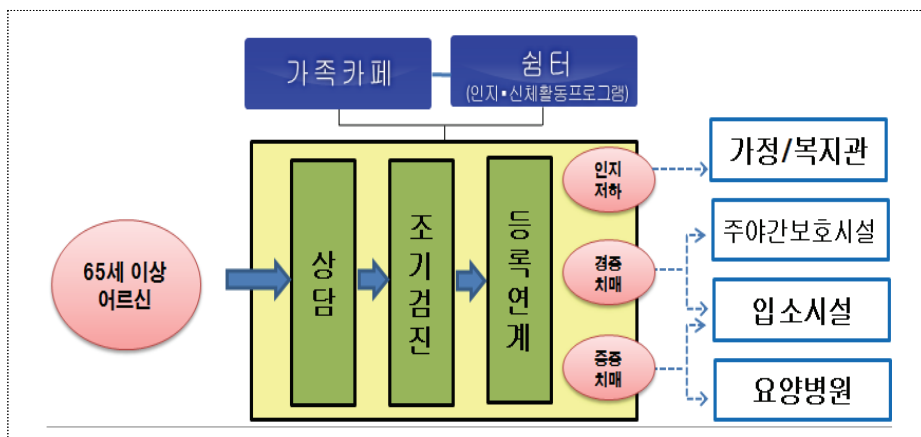 가족카페
쉼터
(인지▪신체활동프로그램)
65세 이상
어르신
상담
조기검진
등록연계
인지
저하
경증
치매
중증
치매
가정/복지관
주야간보호시설
입소시설
요양병원